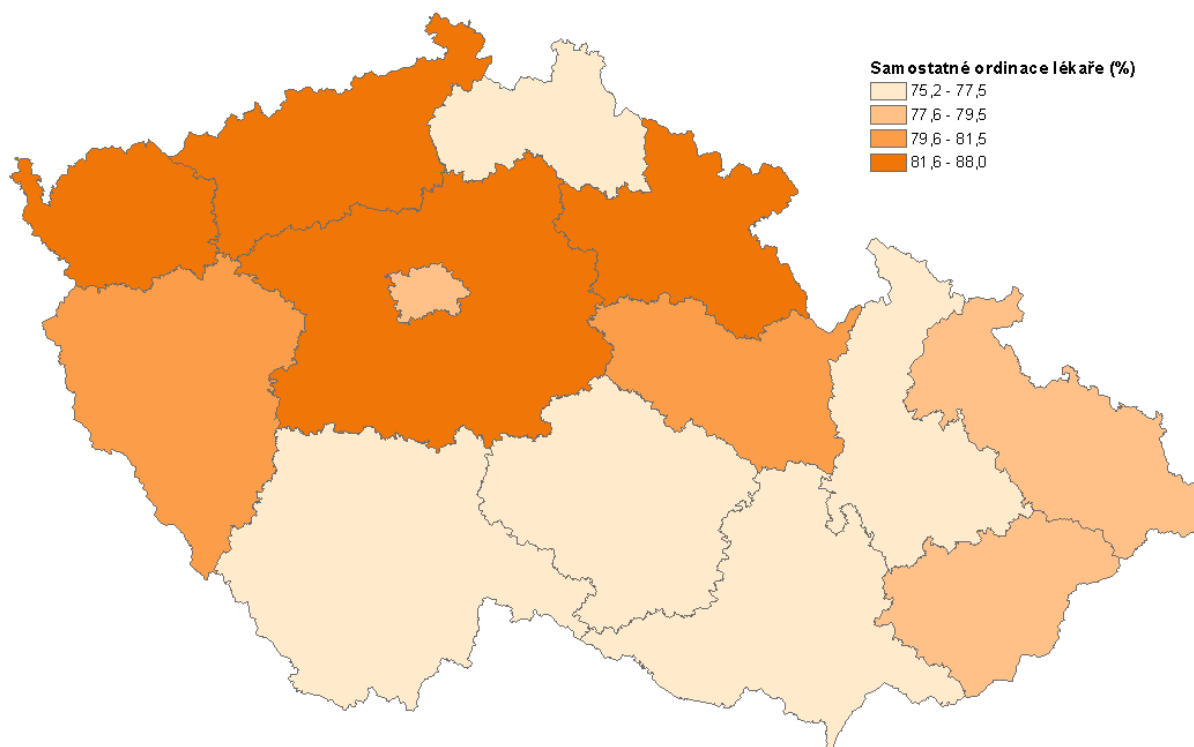 Samostatné ordinace lékaře (%)
75,2 - 77,5
77,6 - 79,5
79,6 - 81,5
81,6 - 88,0